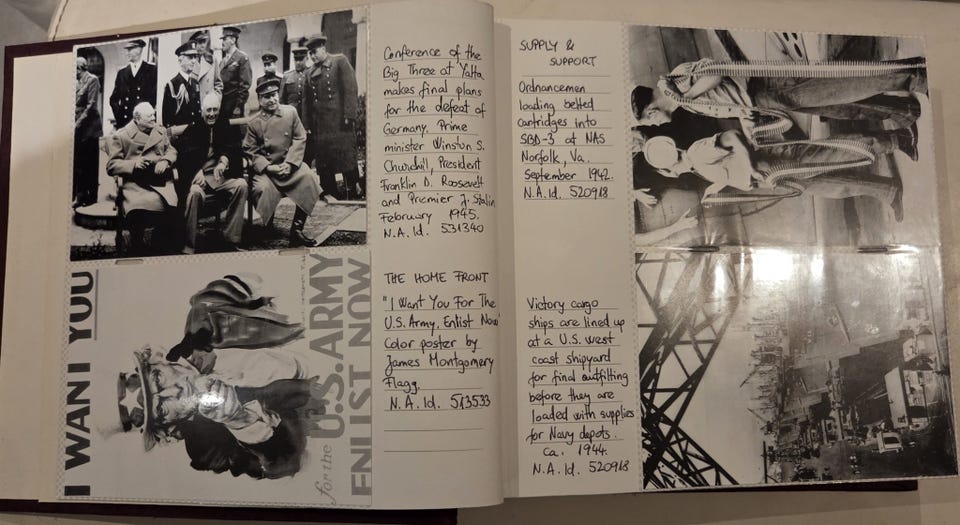 Conference of the
Big Three at Yalta
makes final plans
for the defeat of
Germany. Prime
minister Winston S.
Churchill, President
Franklin D. Roosevelt
and Premier J. Stalin
February 1945.
N.A. Id. 531340
THE HOME FRONT
"I Want You For The
U.S. Army. Enlist Now"
Color poster by
James Montgomery
Flagg.
N.A. Id. 513533
I WANT YOU
for the U.S. ARMY
ENLIST NOW
SUPPLY &
SUPPORT
Ordnancemen
loading belted
cartridges into
SBD-3 at NAS
Norfolk, Va.
September 1942.
N.A. Id. 520918
Victory cargo
ships are lined up
at a U.S. west
coast shipyard
for final outfitting
before they are
loaded with supplies
for Navy depots.
ca. 1944.
N.A. Id. 520918